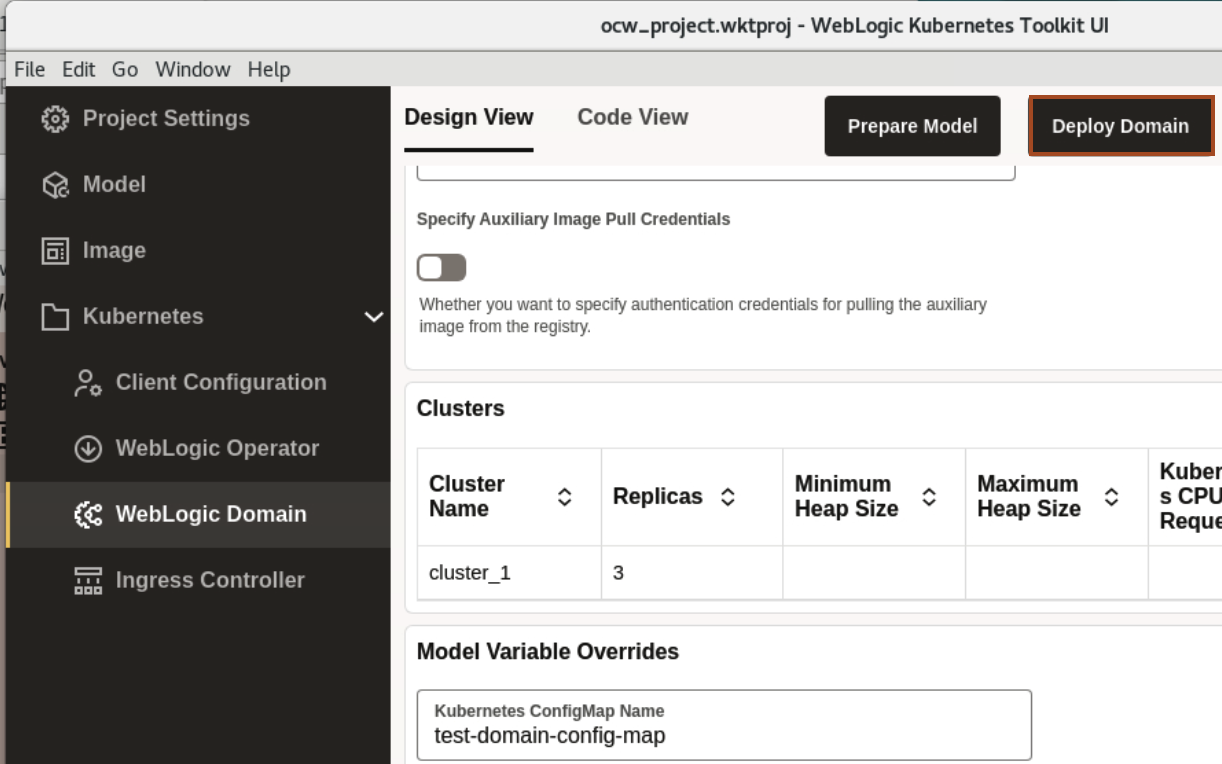 ocw_project.wktproj - WebLogic Kubernetes Toolkit UI
File Edit Go Window Help
Project Settings
Model
Image
Kubernetes
Client Configuration
WebLogic Operator
WebLogic Domain
Ingress Controller
Design View Code View Prepare Model Deploy Domain
Specify Auxiliary Image Pull Credentials
Whether you want to specify authentication credentials for pulling the auxiliary
image from the registry.
Clusters
Cluster
Name
Replicas
Minimum
Heap Size
Maximum
Heap Size
Kuber
s CPU
Reque
cluster_1 3
Model Variable Overrides
Kubernetes ConfigMap Name
test-domain-config-map